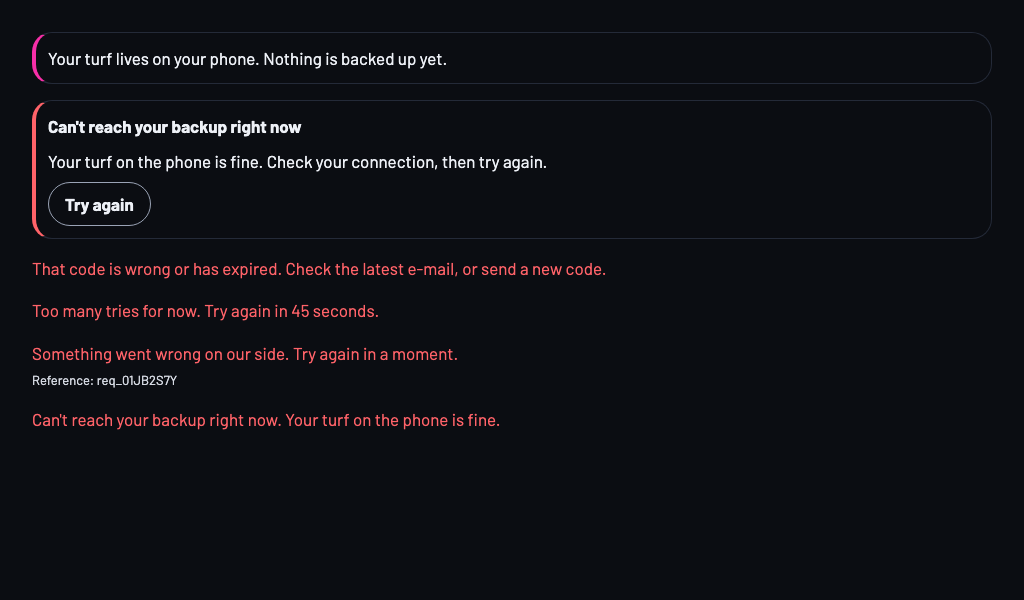 Your turf lives on your phone. Nothing is backed up yet.
Can't reach your backup right now
Your turf on the phone is fine. Check your connection, then try again.
Try again
That code is wrong or has expired. Check the latest e-mail, or send a new code.
Too many tries for now. Try again in 45 seconds.
Something went wrong on our side. Try again in a moment.
Reference: req_01JB2S7Y
Can't reach your backup right now. Your turf on the phone is fine.